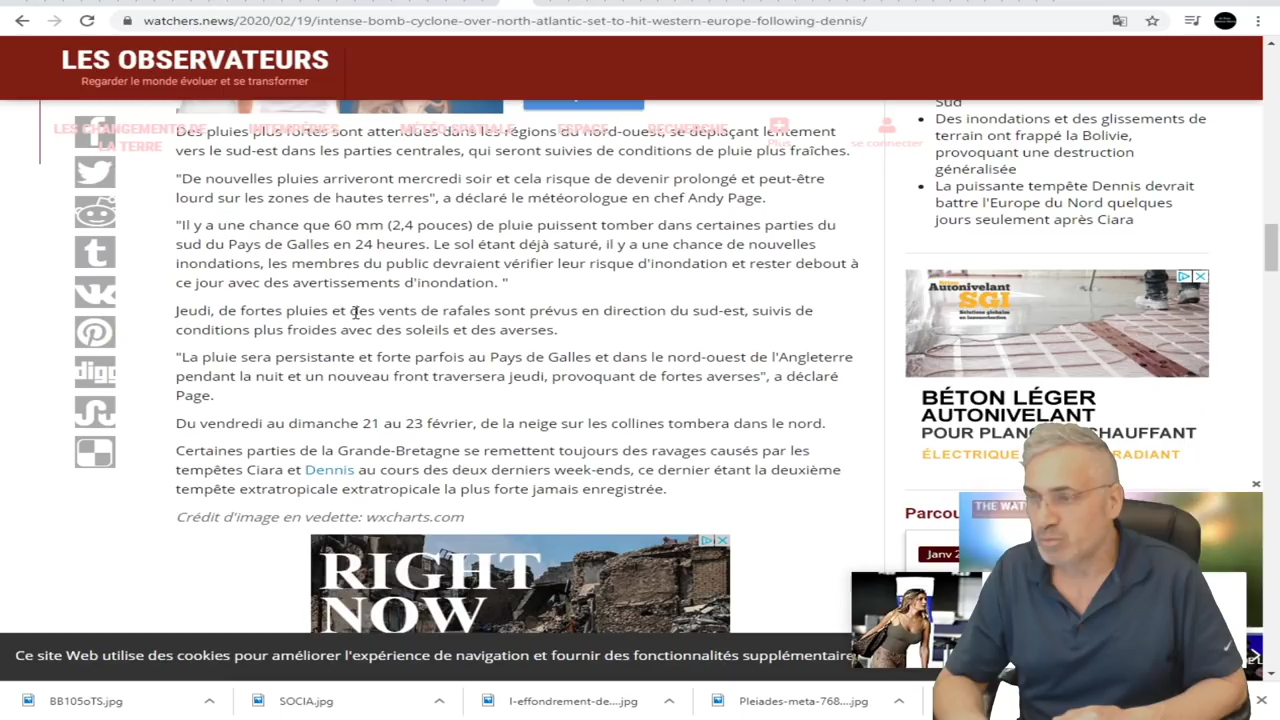 watchers.news/2020/02/19/intense-bomb-cyclone-over-north-atlantic-set-to-hit-western-europe-following-dennis/
LES OBSERVATEURS
Regarder le monde évoluer et se transformer
LES CHANGEMENTS DE LA TERRE
INTEMPÉRIES
MÉTÉO SPATIALE
ESPACE
RECHERCHE
Plus
se connecter
Des pluies plus fortes sont attendues dans les régions du nord-ouest, se déplaçant lentement
vers le sud-est dans les parties centrales, qui seront suivies de conditions de pluie plus fraîches.
"De nouvelles pluies arriveront mercredi soir et cela risque de devenir prolongé et peut-être
lourd sur les zones de hautes terres", a déclaré le météorologue en chef Andy Page.
"Il y a une chance que 60 mm (2,4 pouces) de pluie puissent tomber dans certaines parties du
sud du Pays de Galles en 24 heures. Le sol étant déjà saturé, il y a une chance de nouvelles
inondations, les membres du public devraient vérifier leur risque d'inondation et rester debout à
ce jour avec des avertissements d'inondation. "
Jeudi, de fortes pluies et des vents de rafales sont prévus en direction du sud-est, suivis de
conditions plus froides avec des soleils et des averses.
"La pluie sera persistante et forte parfois au Pays de Galles et dans le nord-ouest de l'Angleterre
pendant la nuit et un nouveau front traversera jeudi, provoquant de fortes averses", a déclaré
Page.
Du vendredi au dimanche 21 au 23 février, de la neige sur les collines tombera dans le nord.
Certaines parties de la Grande-Bretagne se remettent toujours des ravages causés par les
tempêtes Ciara et Dennis au cours des deux derniers week-ends, ce dernier étant la deuxième
tempête extratropicale extratropicale la plus forte jamais enregistrée.
Crédit d'image en vedette: wxcharts.com
RIGHT
NOW
digg
Sud
Des inondations et des glissements de
terrain ont frappé la Bolivie,
provoquant une destruction
généralisée
La puissante tempête Dennis devrait
battre l'Europe du Nord quelques
jours seulement après Ciara
Autonivelant
SGI
BÉTON LÉGER
AUTONIVELANT
ÉLECTRIQUE
RADIANT
THE
Janv
Ce site Web utilise des cookies pour améliorer l'expérience de navigation et fournir des fonctionnalités supplémentaires
BB105oTS.jpg
SOCIA.jpg
I-effondrement-de....jpg
Pleiades-meta-768....jpg